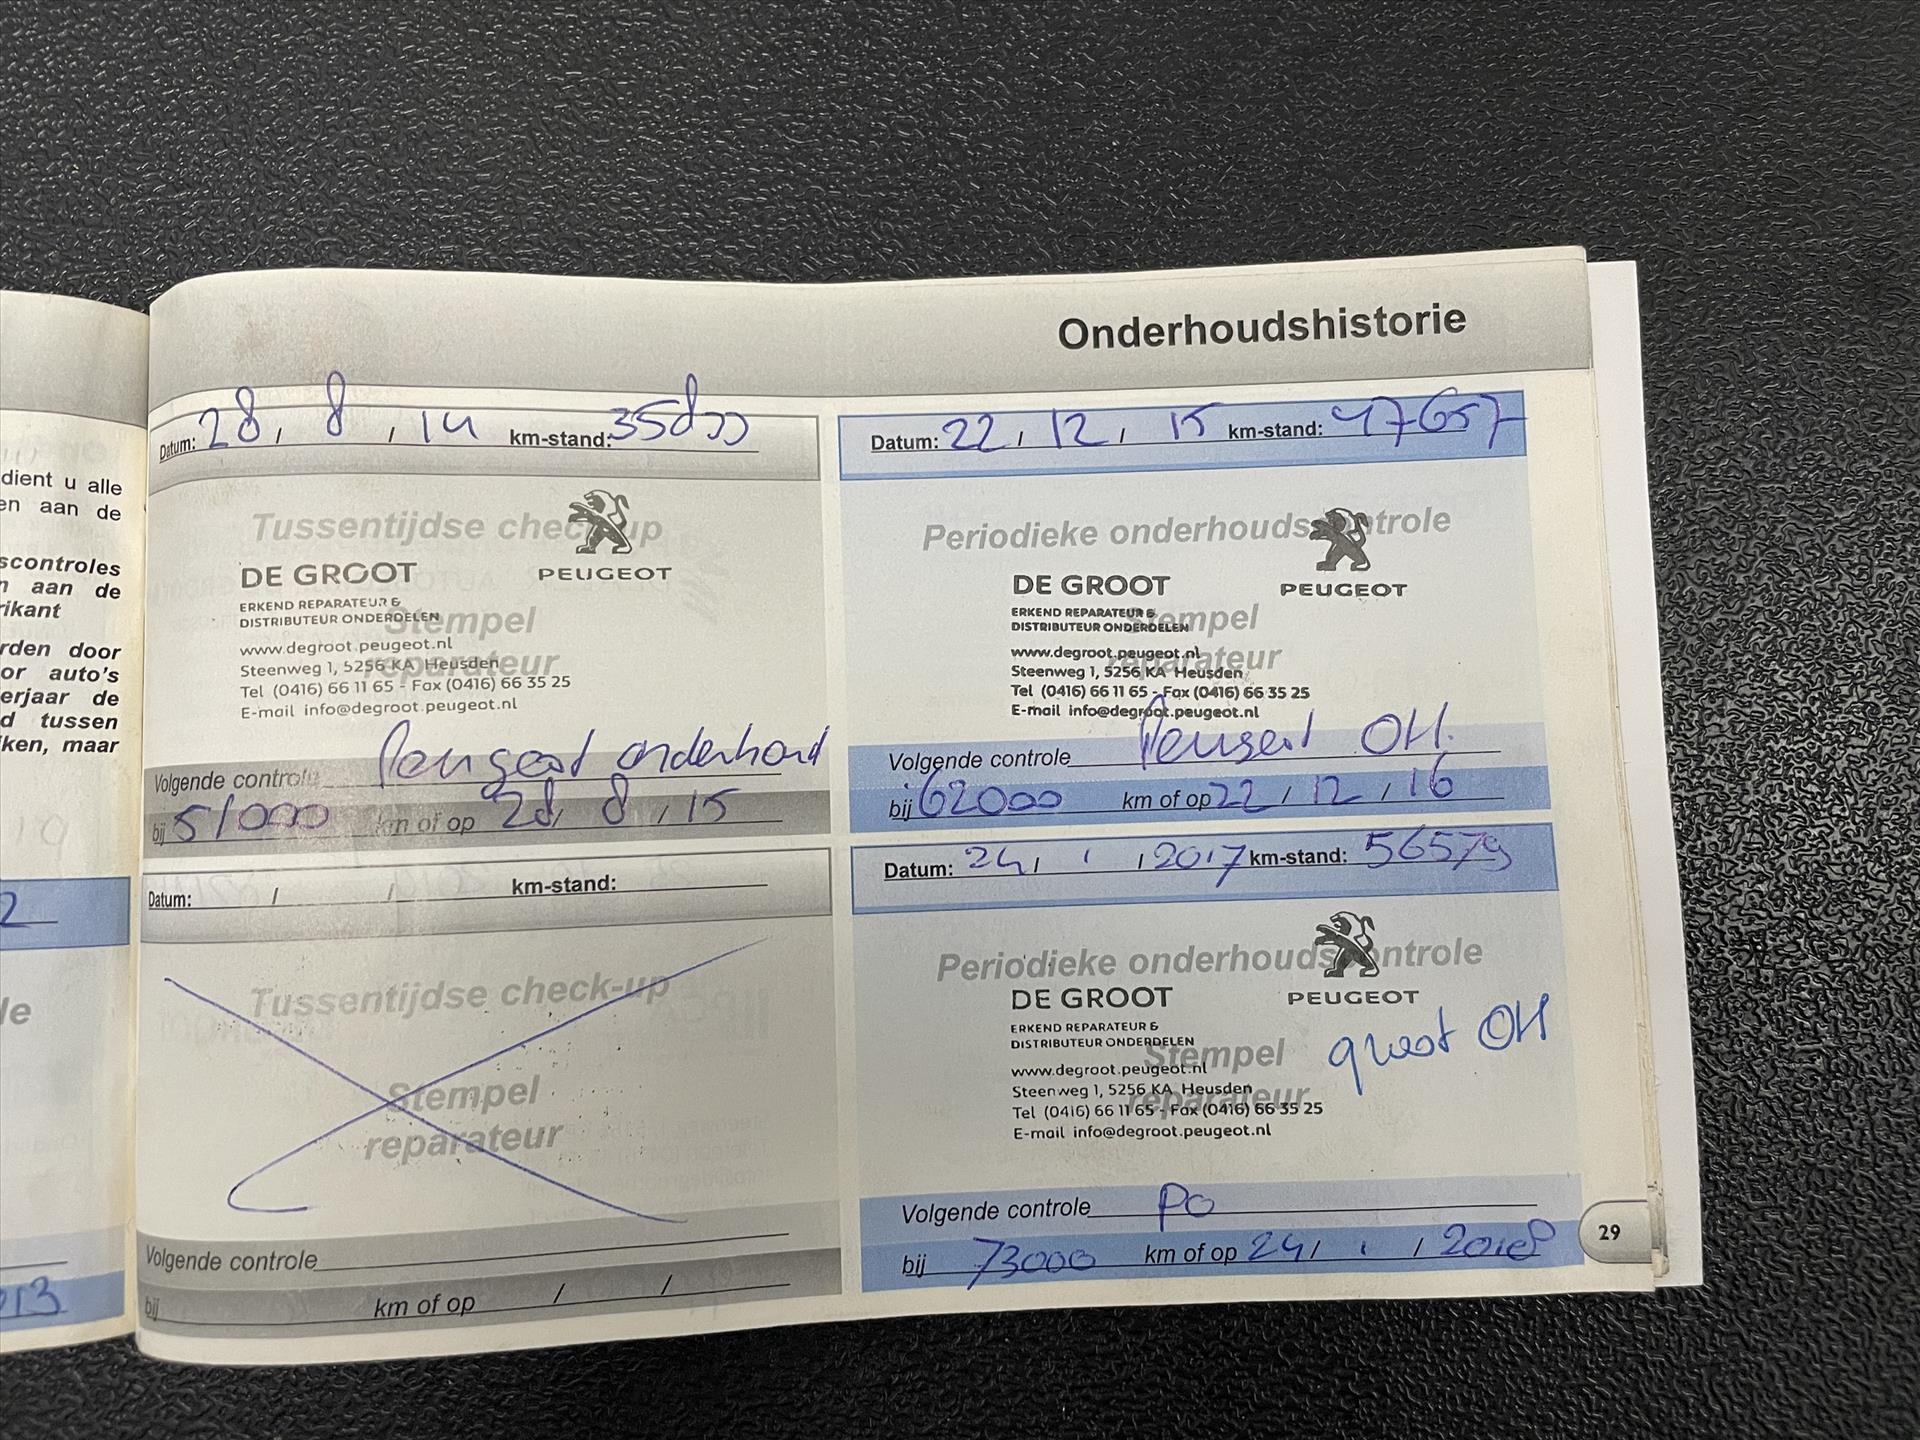 Onderhoudshistorie
dient u alle
en aan de
scontroles
n aan de
rikant
rden door
or auto's
erjaar de
d tussen
ken, maar
2
le
013
Datum: 28 / 8 / 14 km-stand:
Tussentijdse check-up
PEUGEOT
DE GROOT
ERKEND REPARATEUR &
DISTRIBUTEUR ONDERDELEN
Stempel
reparateur
www.degroot.peugeot.nl
Steenweg 1, 5256 KA Heusden
Tel (0416) 66 11 65 - Fax (0416) 66 35 25
E-mail info@degroot.peugeot.nl
Volgende controle Peugeot onderhoud
bij 51000 km of op 28 / 8 / 15
Datum: / / km-stand:
Tussentijdse check-up
Stempel
reparateur
Volgende controle
bij km of op / /
Datum: 22 / 12 / 15 km-stand: 47657
Periodieke onderhoudscontrole
PEUGEOT
DE GROOT
ERKEND REPARATEUR &
DISTRIBUTEUR ONDERDELEN
Stempel
reparateur
www.degroot.peugeot.nl
Steenweg 1, 5256 KA Heusden
Tel (0416) 66 11 65 - Fax (0416) 66 35 25
E-mail info@degroot.peugeot.nl
Volgende controle Peugeot OH.
bij 62000 km of op 22 / 12 / 16
Datum: 24 / 1 / 2017 km-stand: 56579
Periodieke onderhoudscontrole
PEUGEOT
DE GROOT
ERKEND REPARATEUR &
DISTRIBUTEUR ONDERDELEN
Stempel
reparateur
groot OH
www.degroot.peugeot.nl
Steenweg 1, 5256 KA Heusden
Tel (0416) 66 11 65 - Fax (0416) 66 35 25
E-mail info@degroot.peugeot.nl
Volgende controle PO
bij 73000 km of op 24 / 1 / 2018
29